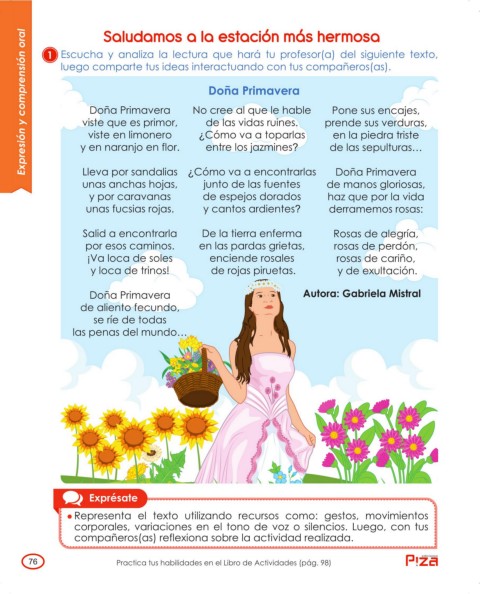 Expresión y comprensión oral
Saludamos a la estación más hermosa
1 Escucha y analiza la lectura que hará tu profesor(a) del siguiente texto,
luego comparte tus ideas interactuando con tus compañeros(as).
Doña Primavera
Doña Primavera
viste que es primor,
viste en limonero
y en naranjo en flor.
Lleva por sandalias
unas anchas hojas,
y por caravanas
unas fucsias rojas.
Salid a encontrarla
por esos caminos.
¡Va loca de soles
y loca de trinos!
Doña Primavera
de aliento fecundo,
se ríe de todas
las penas del mundo...
No cree al que le hable
de las vidas ruines.
¿Cómo va a toparlas
entre los jazmines?
¿Cómo va a encontrarlas
junto de las fuentes
de espejos dorados
y cantos ardientes?
De la tierra enferma
en las pardas grietas,
enciende rosales
de rojas piruetas.
Pone sus encajes,
prende sus verduras,
en la piedra triste
de las sepulturas...
Doña Primavera
de manos gloriosas,
haz que por la vida
derramemos rosas:
Rosas de alegría,
rosas de perdón,
rosas de cariño,
y de exultación.
Autora: Gabriela Mistral
Exprésate
• Representa el texto utilizando recursos como: gestos, movimientos
corporales, variaciones en el tono de voz o silencios. Luego, con tus
compañeros(as) reflexiona sobre la actividad realizada.
76
Practica tus habilidades en el Libro de Actividades (pág. 98)